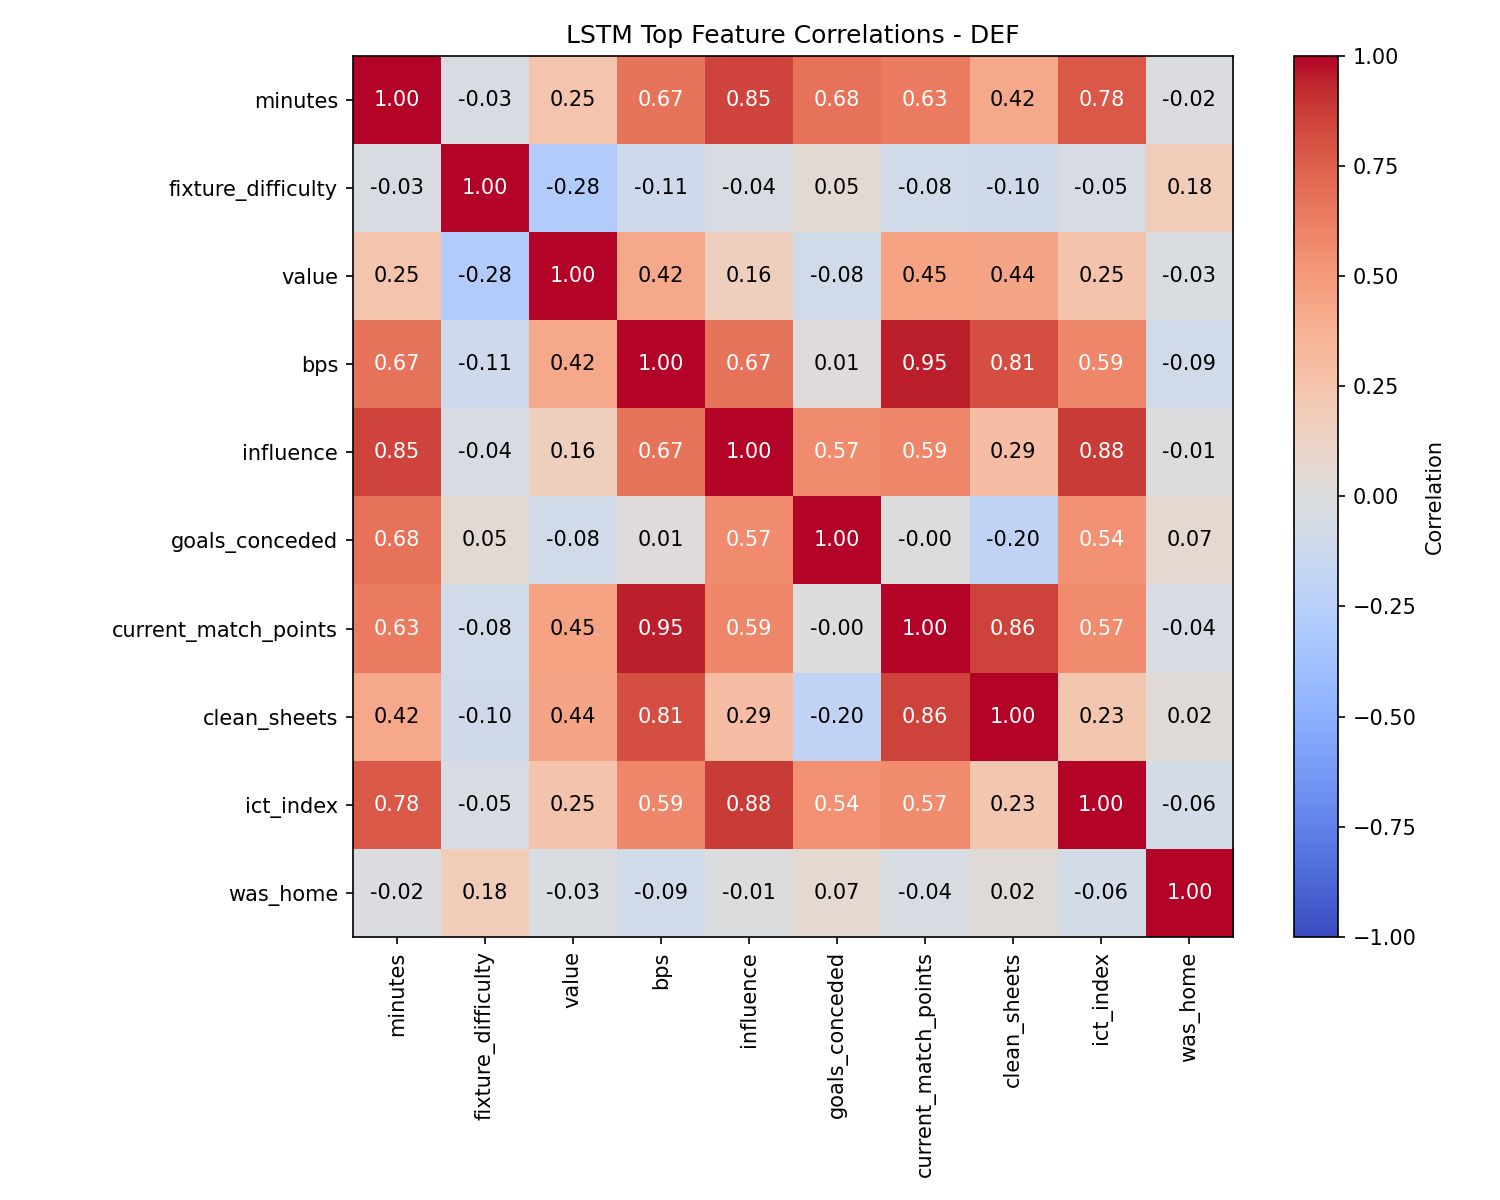 LSTM Top Feature Correlations - DEF
minutes 1.00 -0.03 0.25 0.67 0.85 0.68 0.63 0.42 0.78 -0.02
fixture_difficulty -0.03 1.00 -0.28 -0.11 -0.04 0.05 -0.08 -0.10 -0.05 0.18
value 0.25 -0.28 1.00 0.42 0.16 -0.08 0.45 0.44 0.25 -0.03
bps 0.67 -0.11 0.42 1.00 0.67 0.01 0.95 0.81 0.59 -0.09
influence 0.85 -0.04 0.16 0.67 1.00 0.57 0.59 0.29 0.88 -0.01
goals_conceded 0.68 0.05 -0.08 0.01 0.57 1.00 -0.00 -0.20 0.54 0.07
current_match_points 0.63 -0.08 0.45 0.95 0.59 -0.00 1.00 0.86 0.57 -0.04
clean_sheets 0.42 -0.10 0.44 0.81 0.29 -0.20 0.86 1.00 0.23 0.02
ict_index 0.78 -0.05 0.25 0.59 0.88 0.54 0.57 0.23 1.00 -0.06
was_home -0.02 0.18 -0.03 -0.09 -0.01 0.07 -0.04 0.02 -0.06 1.00
minutes
fixture_difficulty
value
bps
influence
goals_conceded
current_match_points
clean_sheets
ict_index
was_home
1.00
0.75
0.50
0.25
0.00
−0.25
−0.50
−0.75
−1.00
Correlation